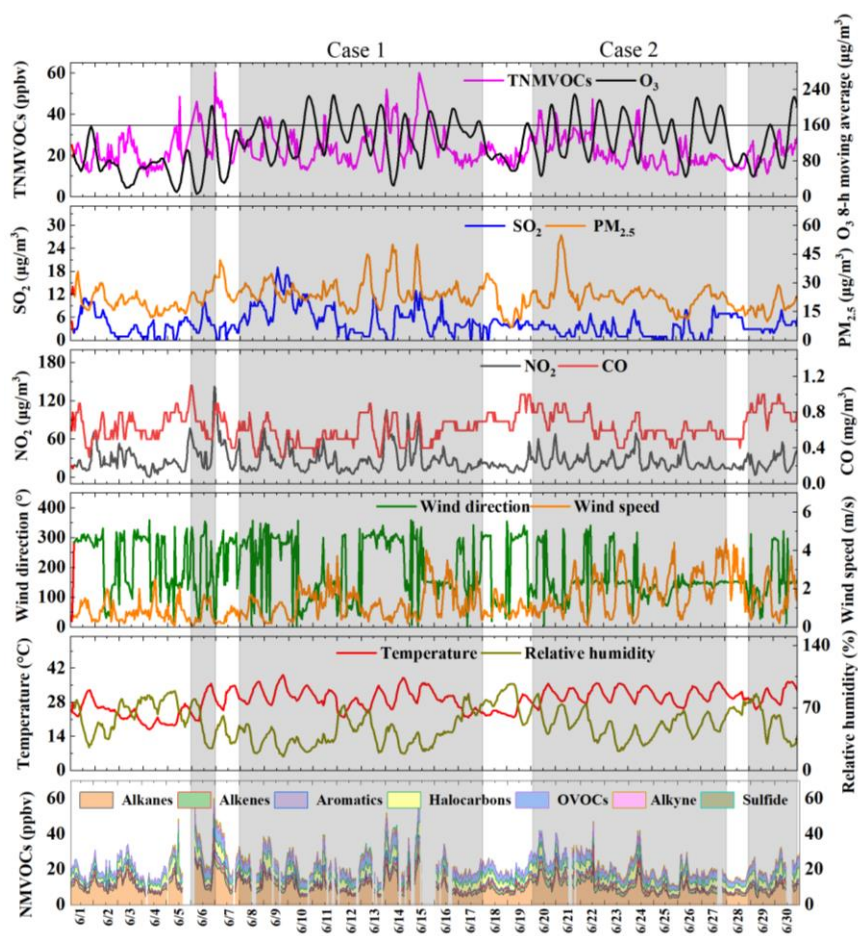 Case 1 Case 2
TNMVOCs O3
TNMVOCs (ppbv)
60
40
20
0
240
160
80
0
O3 8-h moving average (μg/m3)
SO2 PM2.5
SO2 (μg/m3)
30
24
18
12
6
0
60
45
30
15
0
PM2.5 (μg/m3)
NO2 CO
NO2 (μg/m3)
180
120
60
0
1.2
0.8
0.4
0.0
CO (mg/m3)
Wind direction Wind speed
Wind direction (°)
400
300
200
100
0
6
4
2
0
Wind speed (m/s)
Temperature Relative humidity
Temperature (°C)
42
28
14
0
140
70
0
Relative humidity (%)
Alkanes Alkenes Aromatics Halocarbons OVOCs Alkyne Sulfide
NMVOCs (ppbv)
60
40
20
0
60
40
20
0
6/1 6/2 6/3 6/4 6/5 6/6 6/7 6/8 6/9 6/10 6/11 6/12 6/13 6/14 6/15 6/16 6/17 6/18 6/19 6/20 6/21 6/22 6/23 6/24 6/25 6/26 6/27 6/28 6/29 6/30